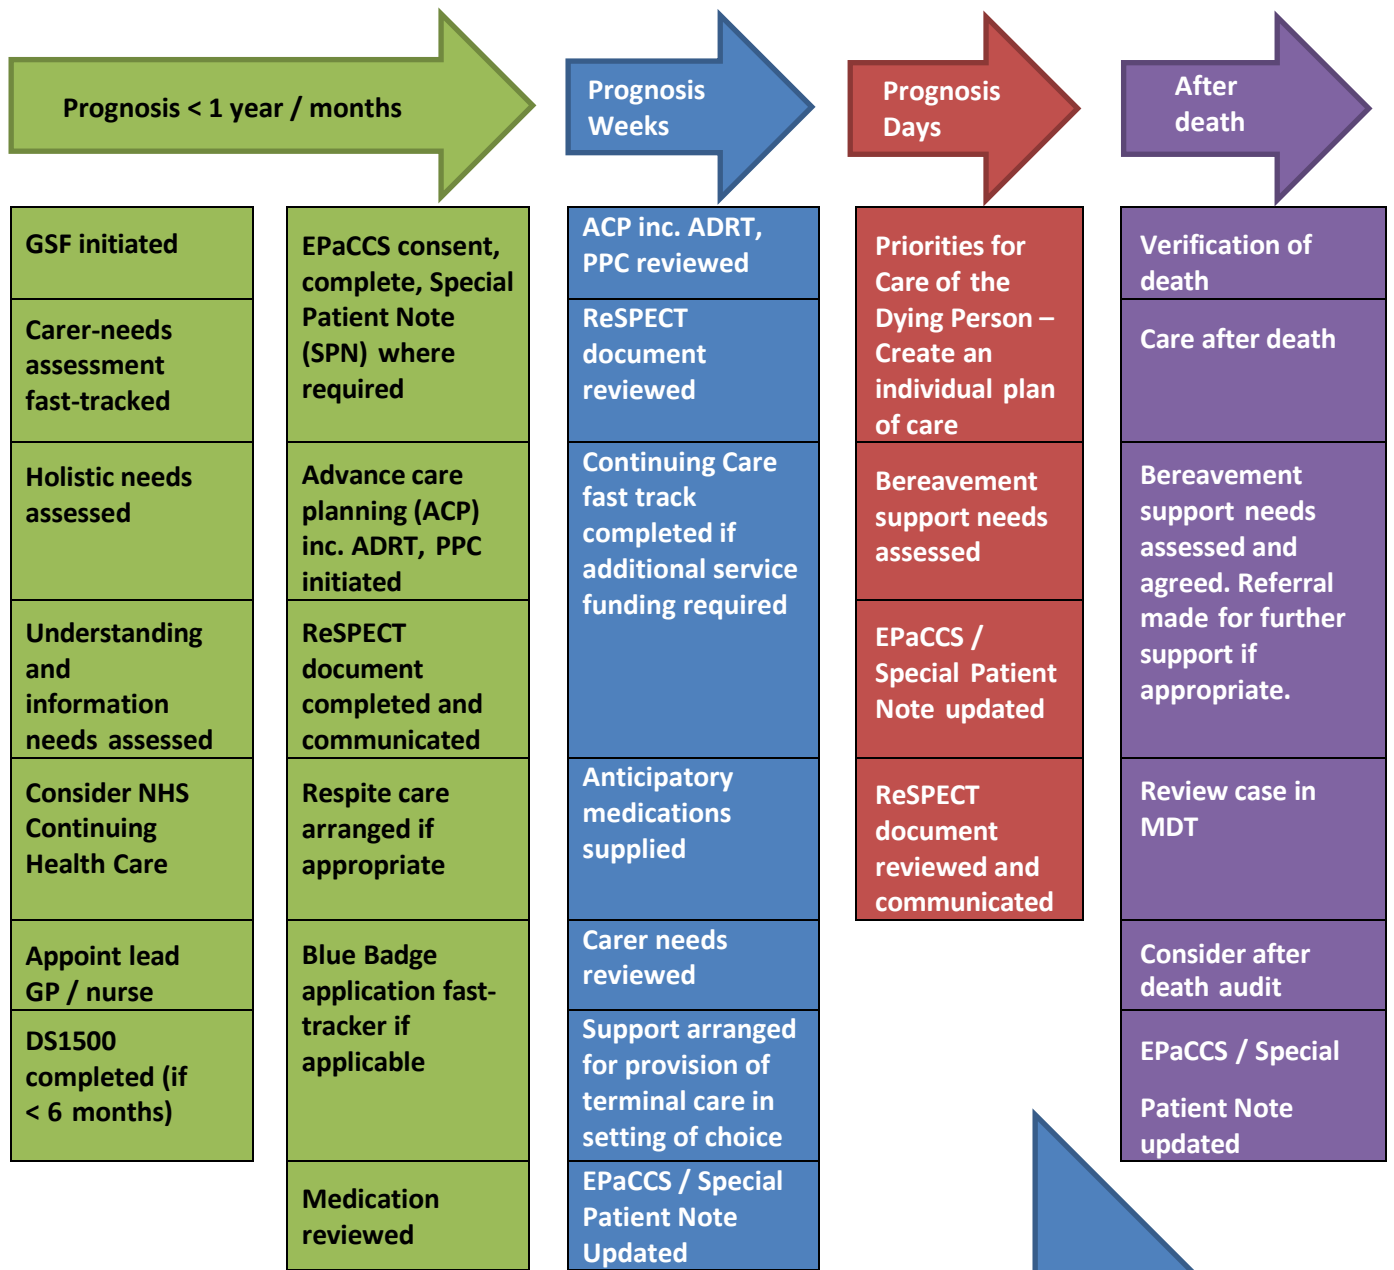 Prognosis < 1 year / months
Prognosis
Weeks
Prognosis
Days
After
death
GSF initiated
Carer-needs
assessment
fast-tracked
Holistic needs
assessed
Understanding
and
information
needs assessed
Consider NHS
Continuing
Health Care
Appoint lead
GP / nurse
DS1500
completed (if
< 6 months)
EPaCCS consent,
complete, Special
Patient Note
(SPN) where
required
Advance care
planning (ACP)
inc. ADRT, PPC
initiated
ReSPECT
document
completed and
communicated
Respite care
arranged if
appropriate
Blue Badge
application fast-
tracker if
applicable
Medication
reviewed
ACP inc. ADRT,
PPC reviewed
ReSPECT
document
reviewed
Continuing Care
fast track
completed if
additional service
funding required
Anticipatory
medications
supplied
Carer needs
reviewed
Support arranged
for provision of
terminal care in
setting of choice
EPaCCS / Special
Patient Note
Updated
Priorities for
Care of the
Dying Person –
Create an
individual plan
of care
Bereavement
support needs
assessed
EPaCCS /
Special Patient
Note updated
ReSPECT
document
reviewed and
communicated
Verification of
death
Care after death
Bereavement
support needs
assessed and
agreed. Referral
made for further
support if
appropriate.
Review case in
MDT
Consider after
death audit
EPaCCS / Special
Patient Note
updated